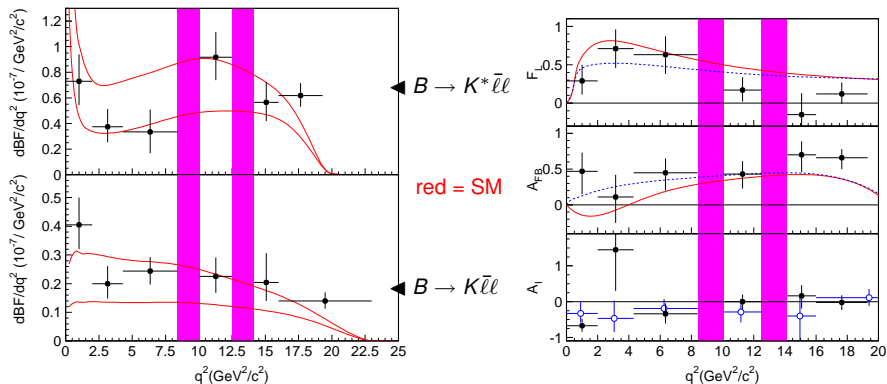 dBF/dq² (10⁻⁷/ GeV²/c²)
1.2
1
0.8
0.6
0.4
0.2
0
◄ B → K* ℓ̄ℓ
dBF/dq² (10⁻⁷/ GeV²/c²)
0.5
0.4
0.3
0.2
0.1
0
0 2.5 5 7.5 10 12.5 15 17.5 20 22.5 25
q²(GeV²/c²)
◄ B → Kℓ̄ℓ
red = SM
F_L
1
0.5
0
A_FB
1
0.5
0
A_I
1
0
-1
0 2 4 6 8 10 12 14 16 18 20
q²(GeV²/c²)